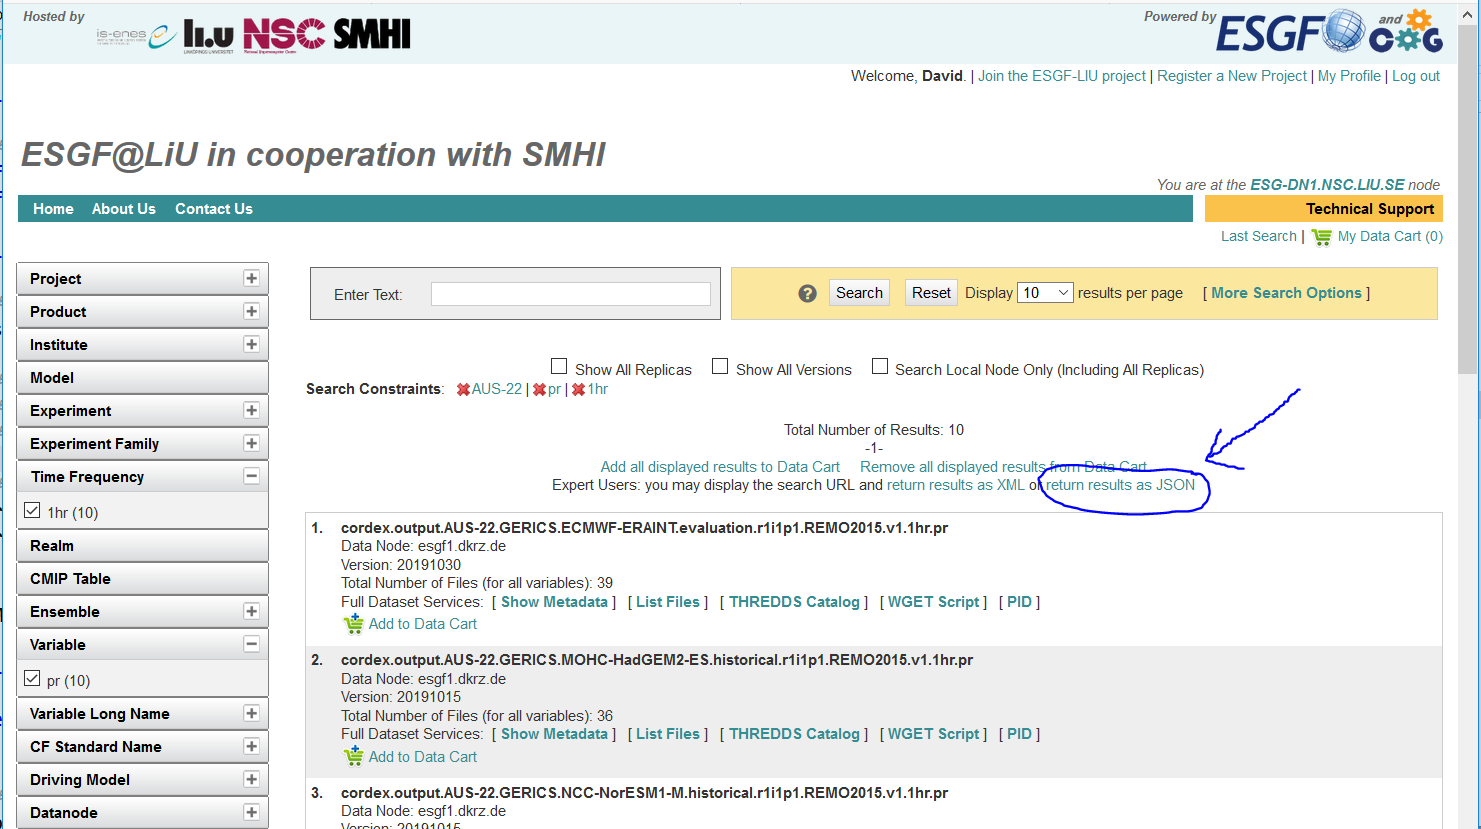 Hosted by
is-enes
li.u NSC SMHI
LINKÖPINGS UNIVERSITET
National Supercomputer Centre
Powered by
ESGF and COG
Welcome, David. | Join the ESGF-LIU project | Register a New Project | My Profile | Log out
ESGF@LiU in cooperation with SMHI
You are at the ESG-DN1.NSC.LIU.SE node
Home About Us Contact Us
Technical Support
Last Search | My Data Cart (0)
Project
Product
Institute
Model
Experiment
Experiment Family
Time Frequency
1hr (10)
Realm
CMIP Table
Ensemble
Variable
pr (10)
Variable Long Name
CF Standard Name
Driving Model
Datanode
Enter Text:
? Search Reset Display 10 results per page [ More Search Options ]
Show All Replicas Show All Versions Search Local Node Only (Including All Replicas)
Search Constraints: AUS-22 | pr | 1hr
Total Number of Results: 10
-1-
Add all displayed results to Data Cart Remove all displayed results from Data Cart
Expert Users: you may display the search URL and return results as XML or return results as JSON
1. cordex.output.AUS-22.GERICS.ECMWF-ERAINT.evaluation.r1i1p1.REMO2015.v1.1hr.pr
Data Node: esgf1.dkrz.de
Version: 20191030
Total Number of Files (for all variables): 39
Full Dataset Services: [ Show Metadata ] [ List Files ] [ THREDDS Catalog ] [ WGET Script ] [ PID ]
Add to Data Cart
2. cordex.output.AUS-22.GERICS.MOHC-HadGEM2-ES.historical.r1i1p1.REMO2015.v1.1hr.pr
Data Node: esgf1.dkrz.de
Version: 20191015
Total Number of Files (for all variables): 36
Full Dataset Services: [ Show Metadata ] [ List Files ] [ THREDDS Catalog ] [ WGET Script ] [ PID ]
Add to Data Cart
3. cordex.output.AUS-22.GERICS.NCC-NorESM1-M.historical.r1i1p1.REMO2015.v1.1hr.pr
Data Node: esgf1.dkrz.de
Version: 20191015